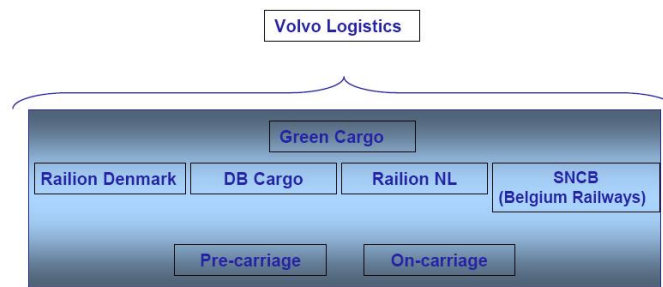 Volvo Logistics
Green Cargo
Railion Denmark
DB Cargo
Railion NL
SNCB
(Belgium Railways)
Pre-carriage
On-carriage